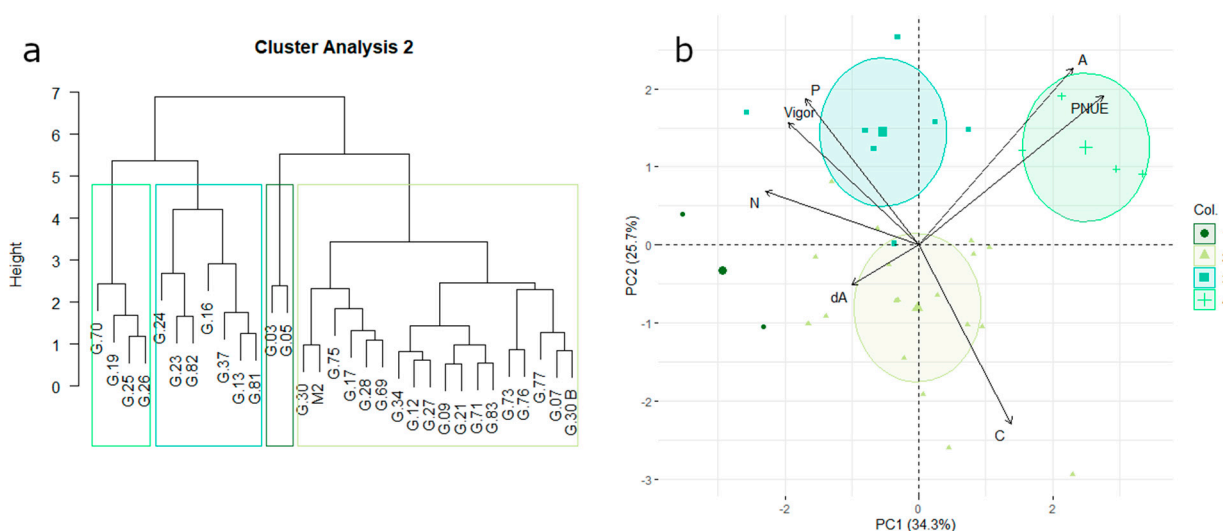 a
Cluster Analysis 2
Height
7
6
5
4
3
2
1
0
G.70
G.19
G.25
G.26
G.24
G.23
G.82
G.16
G.37
G.13
G.81
G.03
G.05
G.30
M2
G.75
G.17
G.28
G.69
G.34
G.12
G.27
G.09
G.21
G.71
G.83
G.73
G.76
G.77
G.07
G.30 B
b
PC2 (25.7%)
2
1
0
-1
-2
-3
A
P
PNUE
Vigor
N
dA
C
-2
0
2
PC1 (34.3%)
Col.